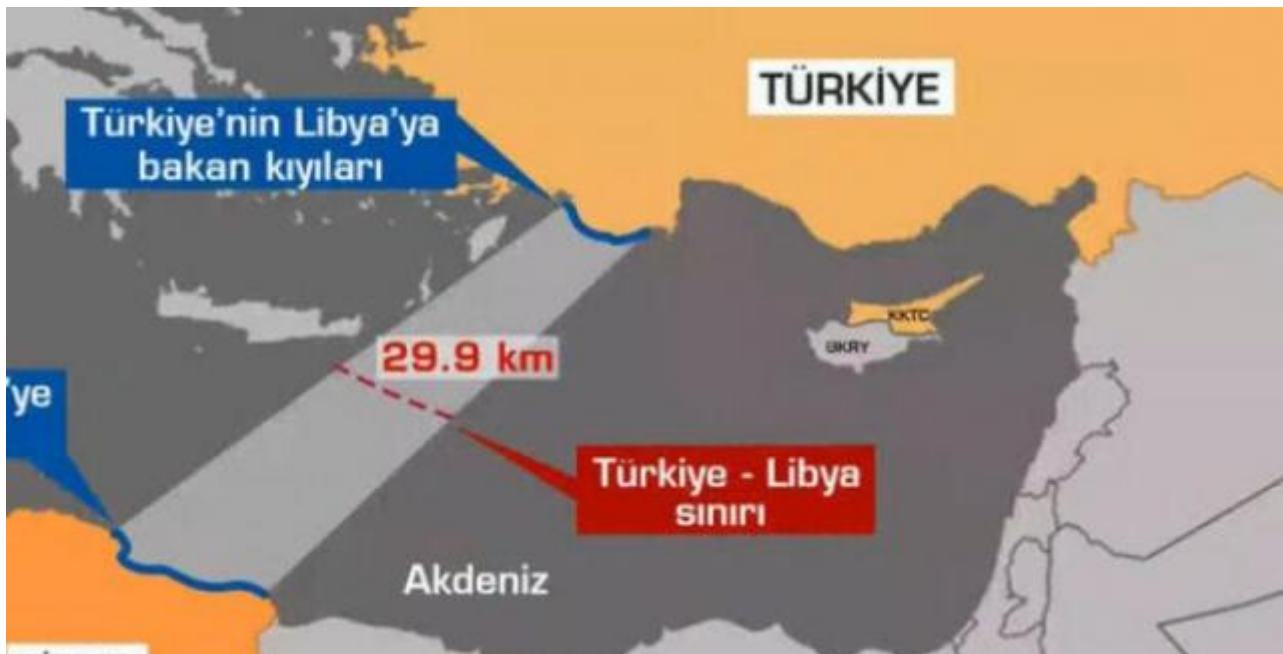 TÜRKİYE
Türkiye'nin Libya'ya
bakan kıyıları
KKTC
GKRY
29.9 km
'ye
Türkiye - Libya
sınırı
Akdeniz